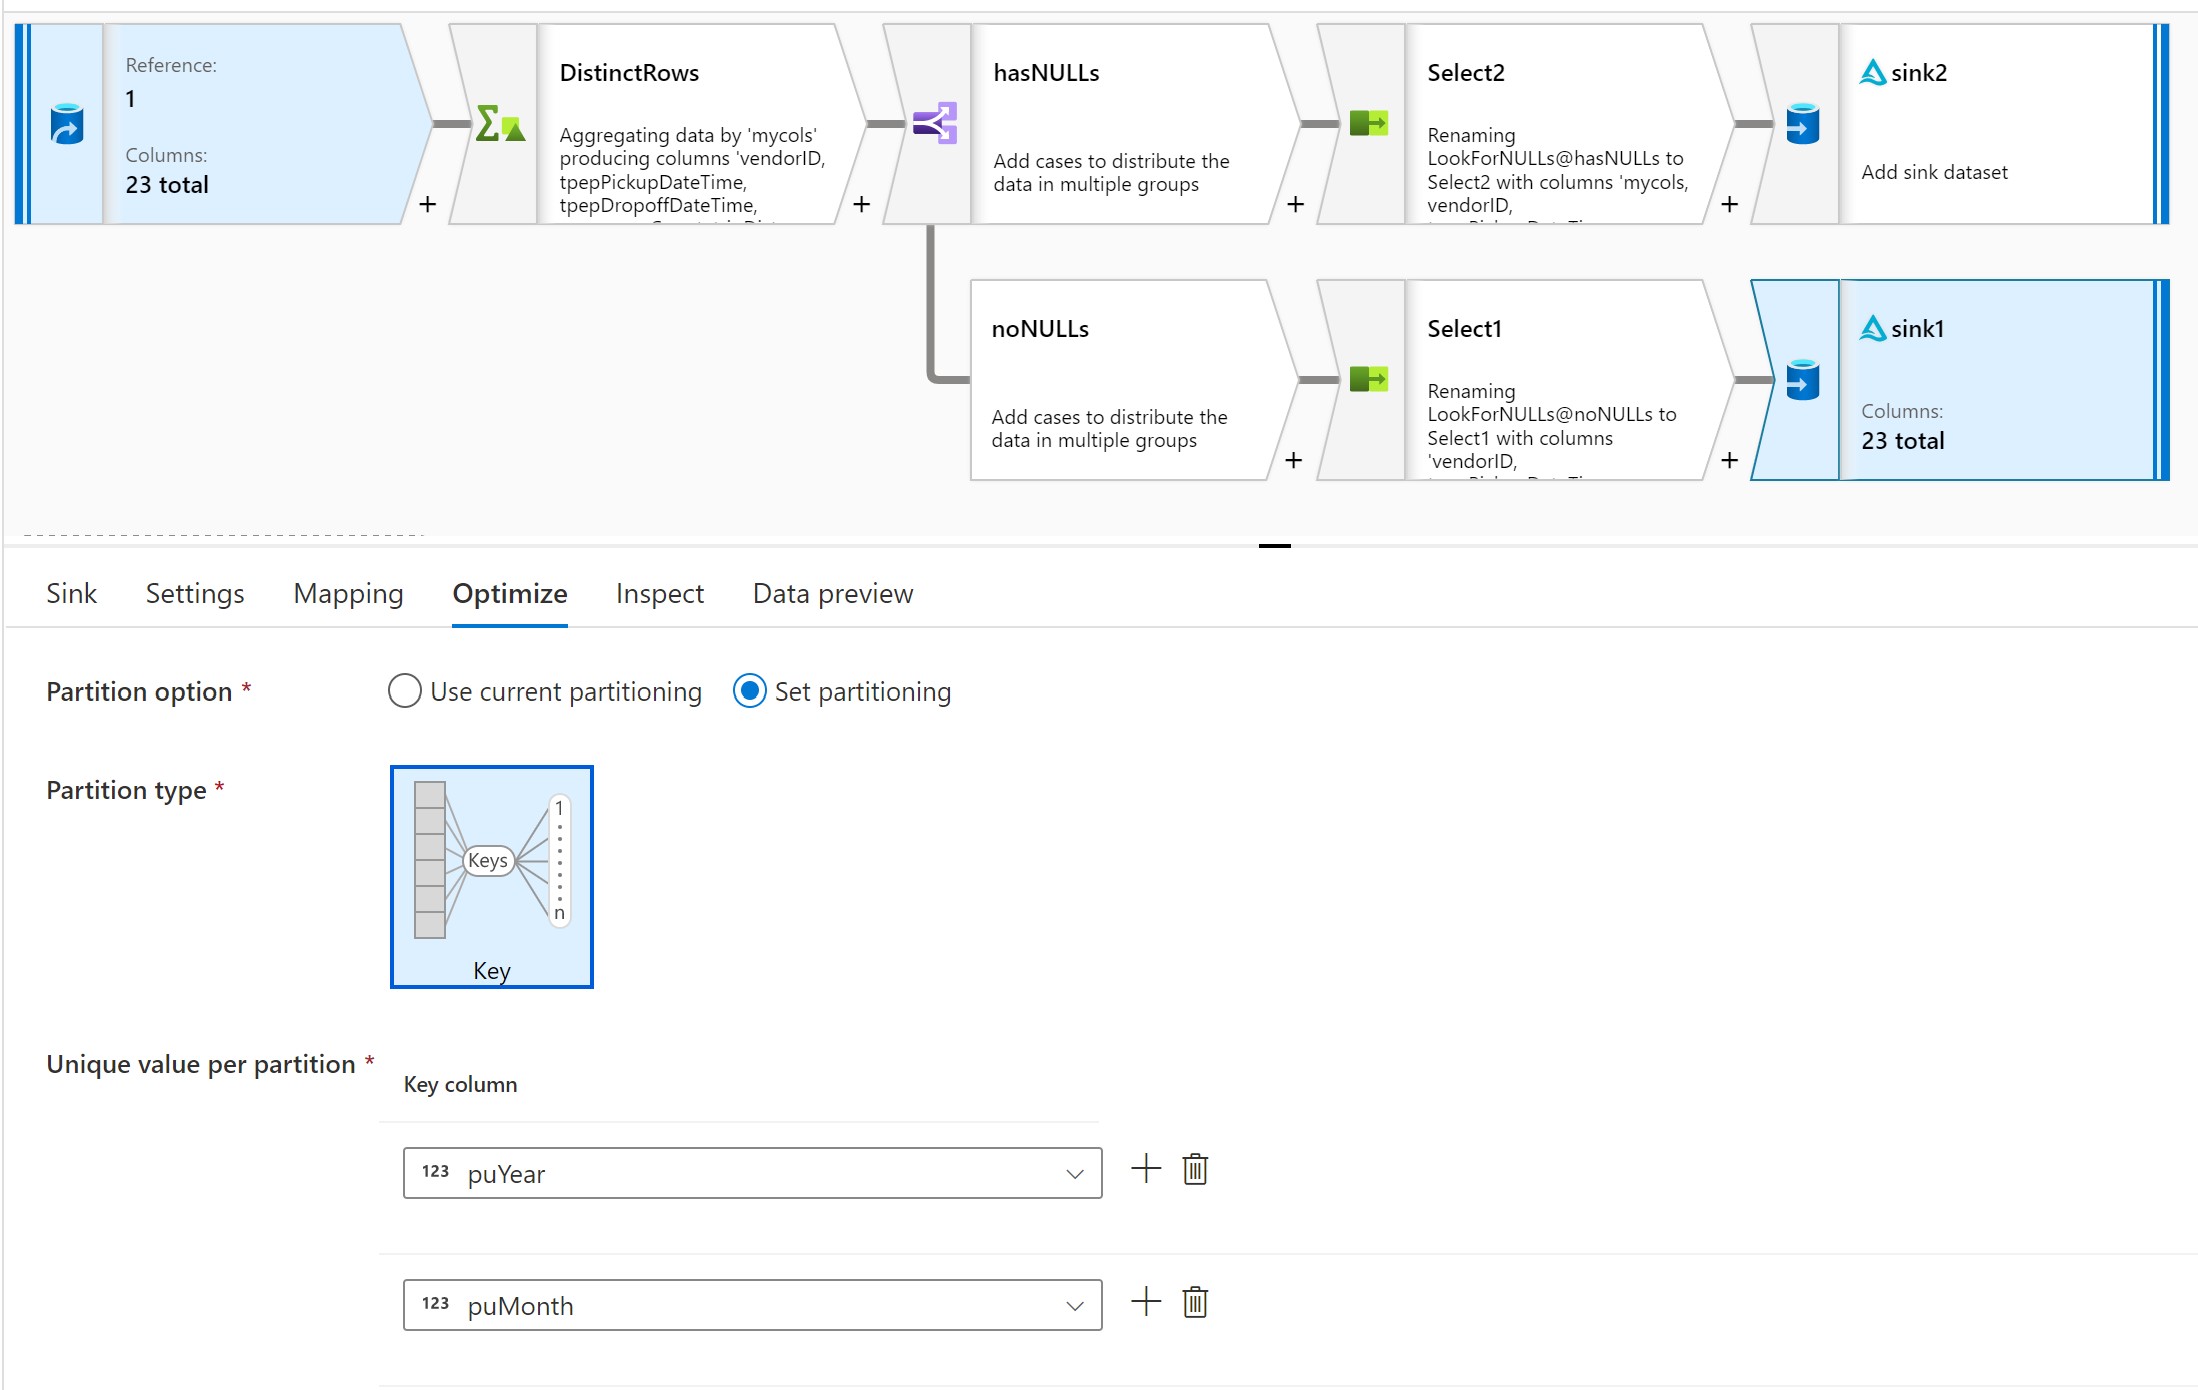 Reference:
1
Columns:
23 total
+
DistinctRows
Aggregating data by 'mycols'
producing columns 'vendorID,
tpepPickupDateTime,
tpepDropoffDateTime,
+
hasNULLs
Add cases to distribute the
data in multiple groups
+
Select2
Renaming
LookForNULLs@hasNULLs to
Select2 with columns 'mycols,
vendorID,
+
sink2
Add sink dataset
noNULLs
Add cases to distribute the
data in multiple groups
+
Select1
Renaming
LookForNULLs@noNULLs to
Select1 with columns
'vendorID,
+
sink1
Columns:
23 total
Sink Settings Mapping Optimize Inspect Data preview
Partition option * Use current partitioning Set partitioning
Partition type *
1
Keys
n
Key
Unique value per partition *
Key column
123 puYear
123 puMonth